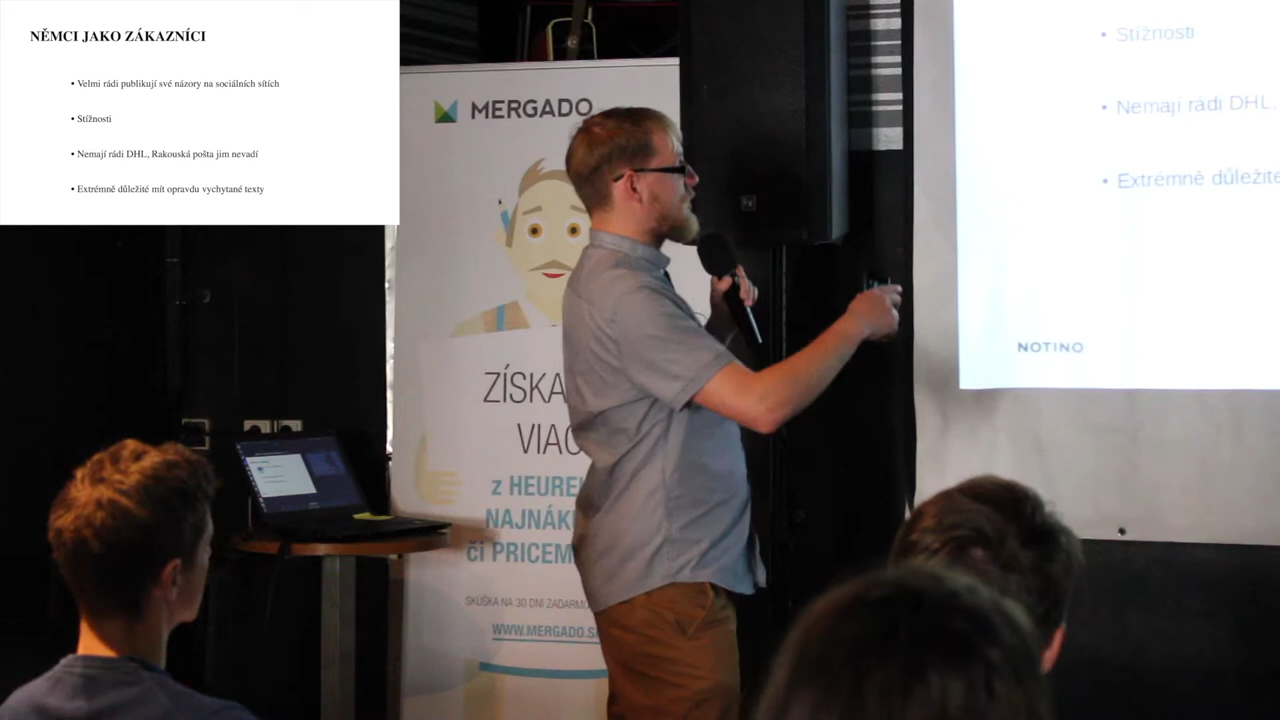 NĚMCI JAKO ZÁKAZNÍCI
• Velmi rádi publikují své názory na sociálních sítích
• Stížnosti
• Nemají rádi DHL, Rakouská pošta jim nevadí
• Extrémně důležité mít opravdu vychytané texty
MERGADO
ZÍSKA
VIAC
z HEUREK
NAJNÁK
či PRICEM
SKÚŠKA NA 30 DNÍ ZADARMO
WWW.MERGADO.S
• Stížnosti
• Nemají rádi DHL,
• Extrémně důležité
NOTINO